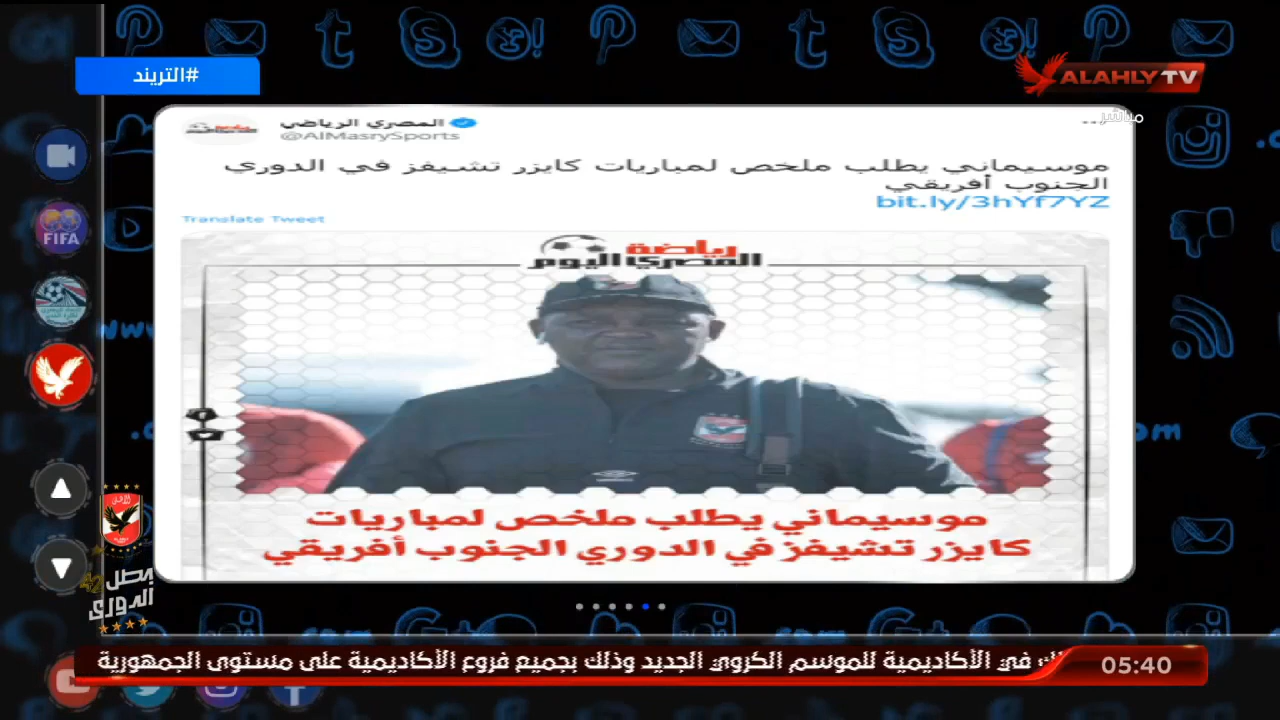 #التريند
ALAHLY TV
مباشر
المصري الرياضي
@AlMasrySports
موسيماني يطلب ملخص لمباريات كايزر تشيفز في الدوري
الجنوب أفريقي
bit.ly/3hYf7YZ
Translate Tweet
رياضة
المصري اليوم
FIFA
موسيماني يطلب ملخص لمباريات
كايزر تشيفز في الدوري الجنوب أفريقي
بطل الدوري
42
في الأكاديمية للموسم الكروي الجديد وذلك بجميع فروع الأكاديمية على مستوى الجمهورية
05:40